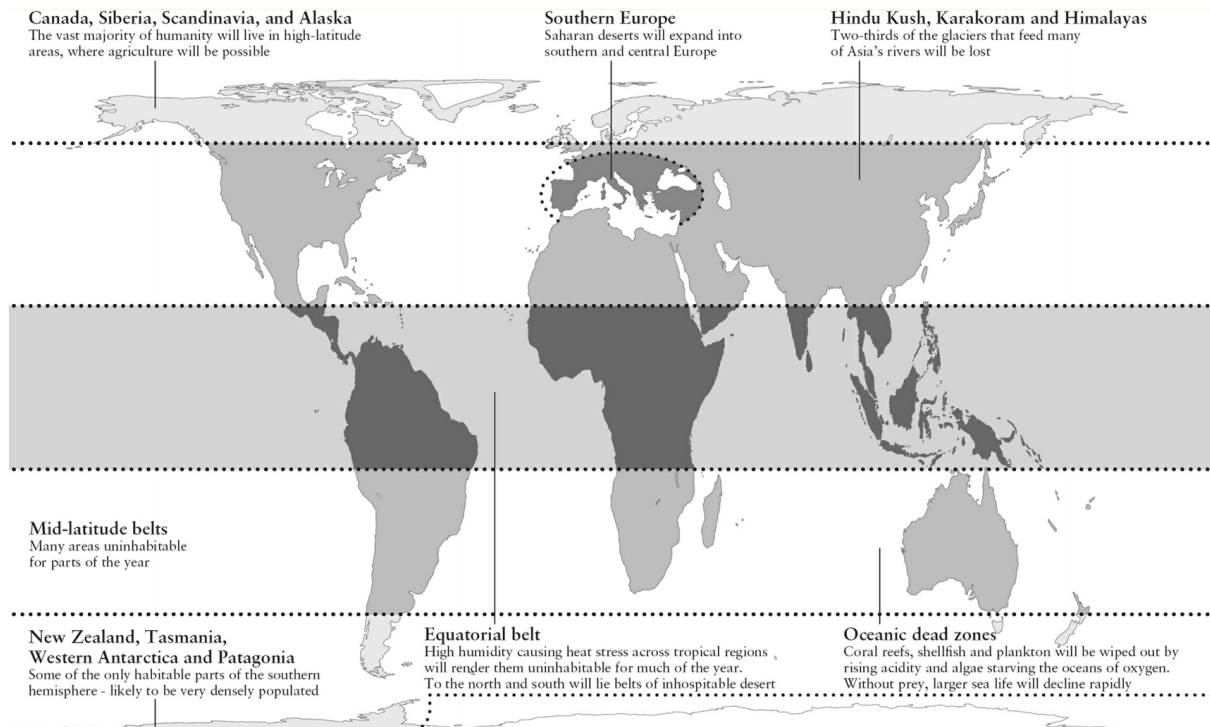 Canada, Siberia, Scandinavia, and Alaska
The vast majority of humanity will live in high-latitude
areas, where agriculture will be possible
Southern Europe
Saharan deserts will expand into
southern and central Europe
Hindu Kush, Karakoram and Himalayas
Two-thirds of the glaciers that feed many
of Asia's rivers will be lost
Mid-latitude belts
Many areas uninhabitable
for parts of the year
New Zealand, Tasmania,
Western Antarctica and Patagonia
Some of the only habitable parts of the southern
hemisphere - likely to be very densely populated
Equatorial belt
High humidity causing heat stress across tropical regions
will render them uninhabitable for much of the year.
To the north and south will lie belts of inhospitable desert
Oceanic dead zones
Coral reefs, shellfish and plankton will be wiped out by
rising acidity and algae starving the oceans of oxygen.
Without prey, larger sea life will decline rapidly